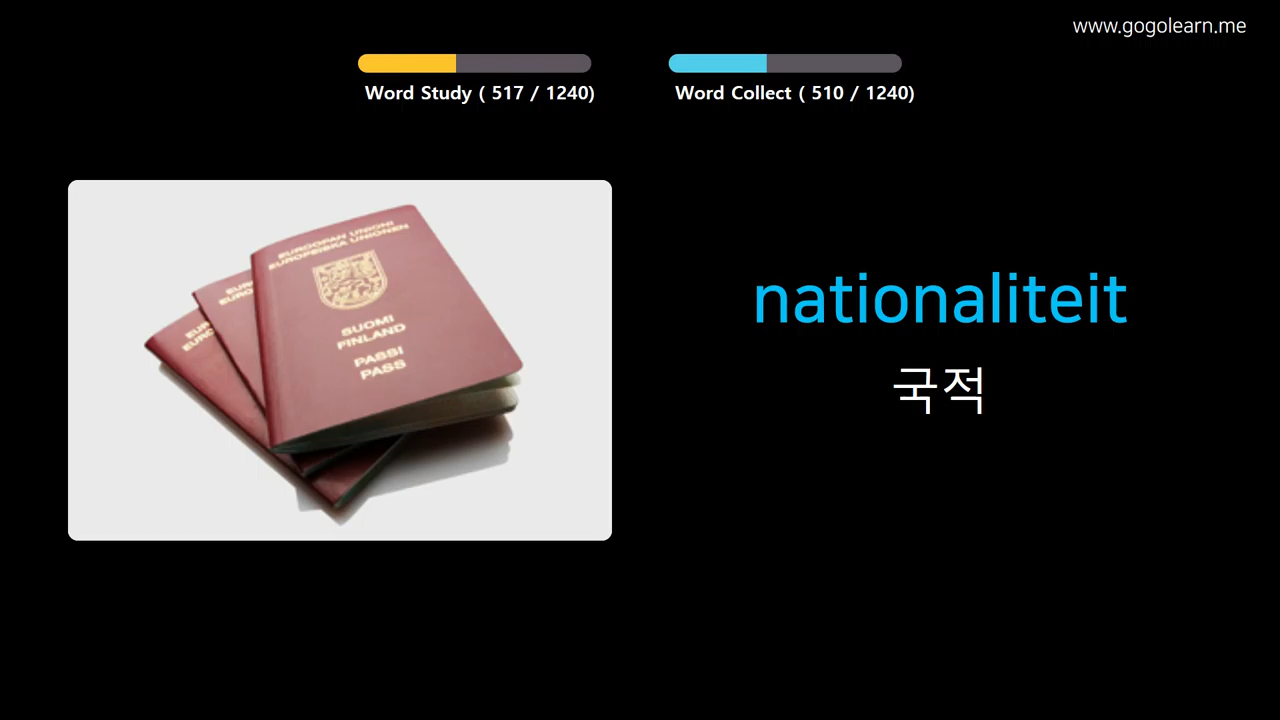 www.gogolearn.me
Word Study ( 517 / 1240)
Word Collect ( 510 / 1240)
EUROOPAN UNIONI
EUROPEISKA UNIONEN
SUOMI
FINLAND
PASSI
PASS
nationaliteit
국적